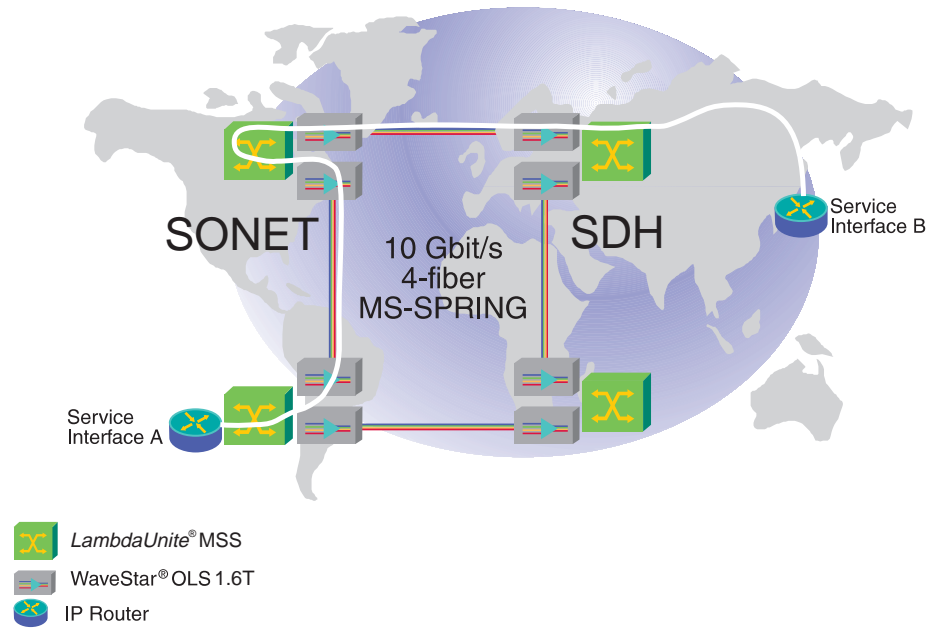 SONET
SDH
10 Gbit/s
4-fiber
MS-SPRING
Service
Interface B
Service
Interface A
LambdaUnite® MSS
WaveStar® OLS 1.6T
IP Router